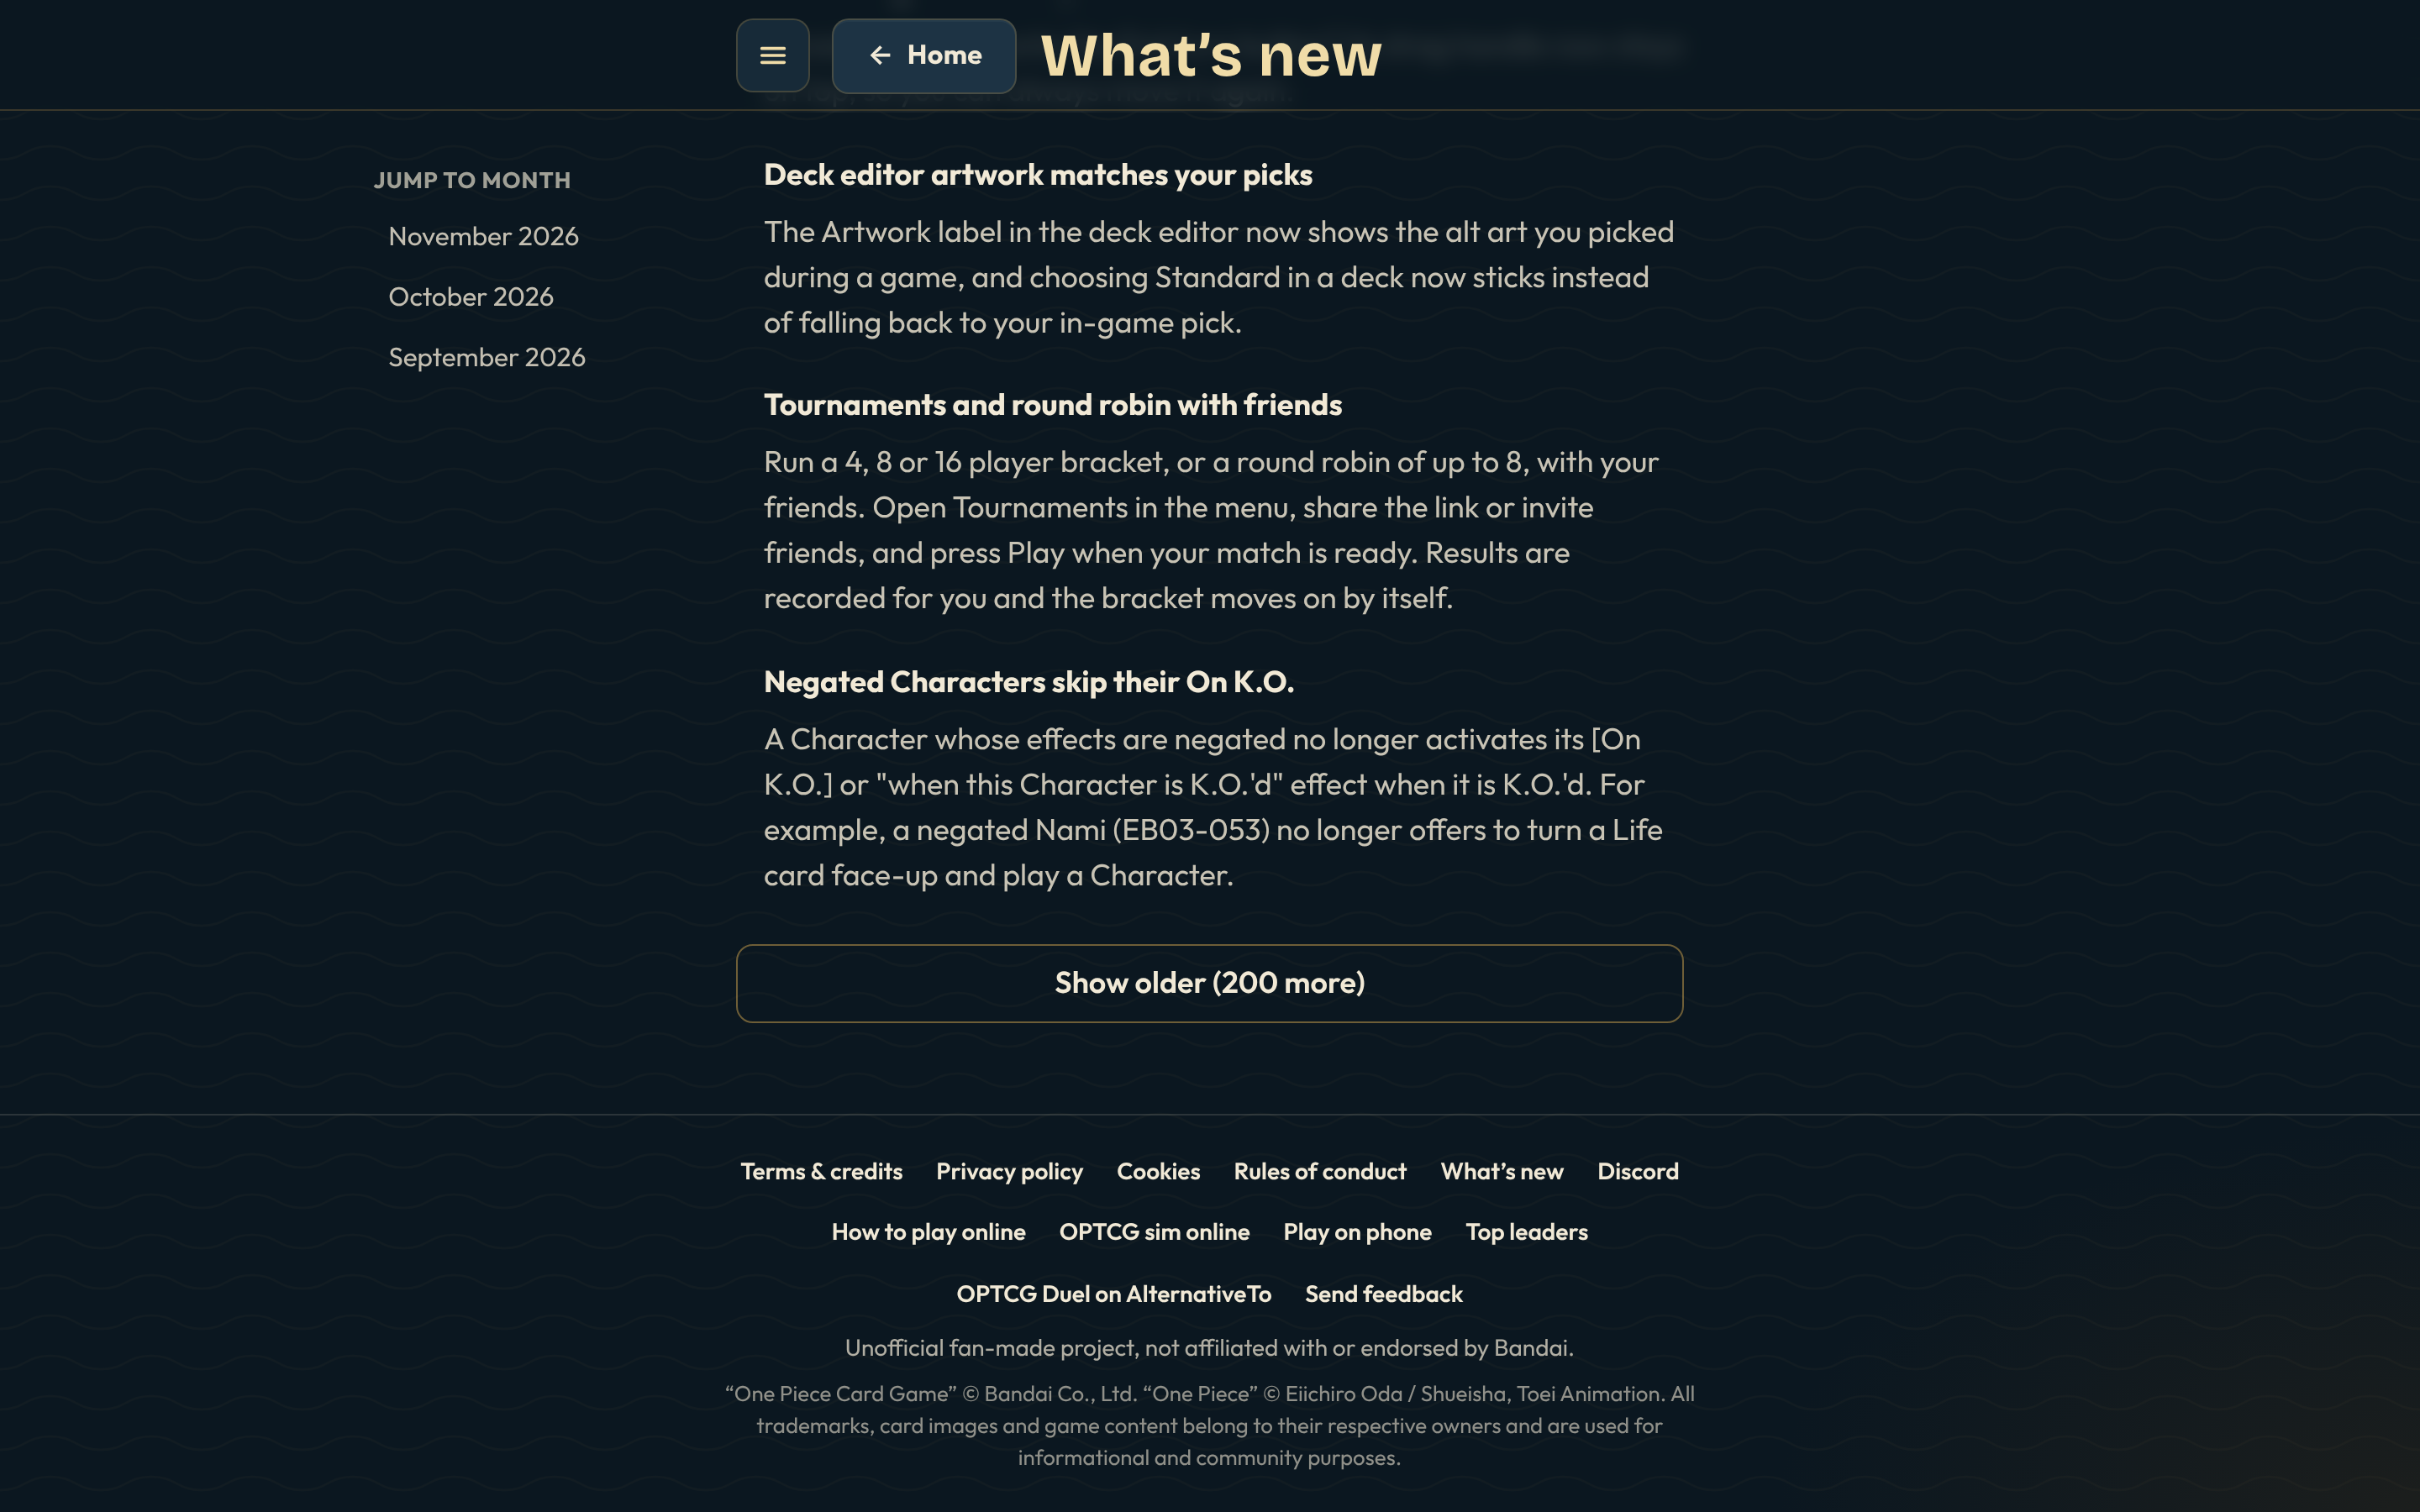 Home
What’s new
JUMP TO MONTH
November 2026
October 2026
September 2026
Deck editor artwork matches your picks
The Artwork label in the deck editor now shows the alt art you picked
during a game, and choosing Standard in a deck now sticks instead
of falling back to your in-game pick.
Tournaments and round robin with friends
Run a 4, 8 or 16 player bracket, or a round robin of up to 8, with your
friends. Open Tournaments in the menu, share the link or invite
friends, and press Play when your match is ready. Results are
recorded for you and the bracket moves on by itself.
Negated Characters skip their On K.O.
A Character whose effects are negated no longer activates its [On
K.O.] or "when this Character is K.O.'d" effect when it is K.O.'d. For
example, a negated Nami (EB03-053) no longer offers to turn a Life
card face-up and play a Character.
Show older (200 more)
Terms & credits Privacy policy Cookies Rules of conduct What’s new Discord
How to play online OPTCG sim online Play on phone Top leaders
OPTCG Duel on AlternativeTo Send feedback
Unofficial fan-made project, not affiliated with or endorsed by Bandai.
“One Piece Card Game” © Bandai Co., Ltd. “One Piece” © Eiichiro Oda / Shueisha, Toei Animation. All
trademarks, card images and game content belong to their respective owners and are used for
informational and community purposes.